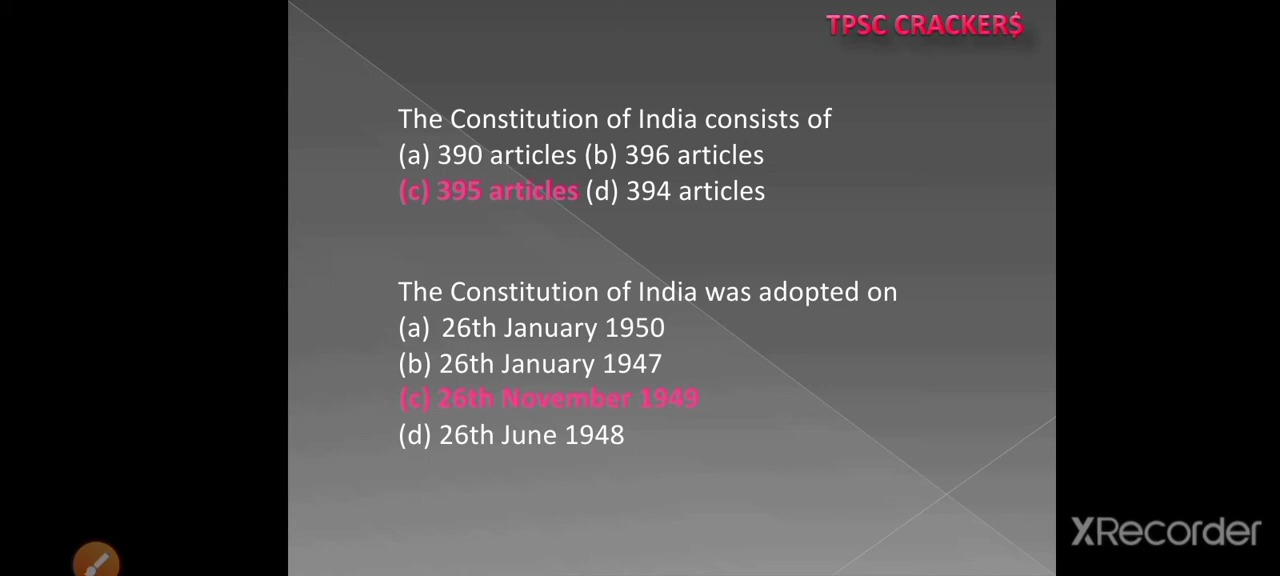 TPSC CRACKER$
The Constitution of India consists of
(a) 390 articles (b) 396 articles
(c) 395 articles (d) 394 articles
The Constitution of India was adopted on
(a) 26th January 1950
(b) 26th January 1947
(c) 26th November 1949
(d) 26th June 1948
XRecorder